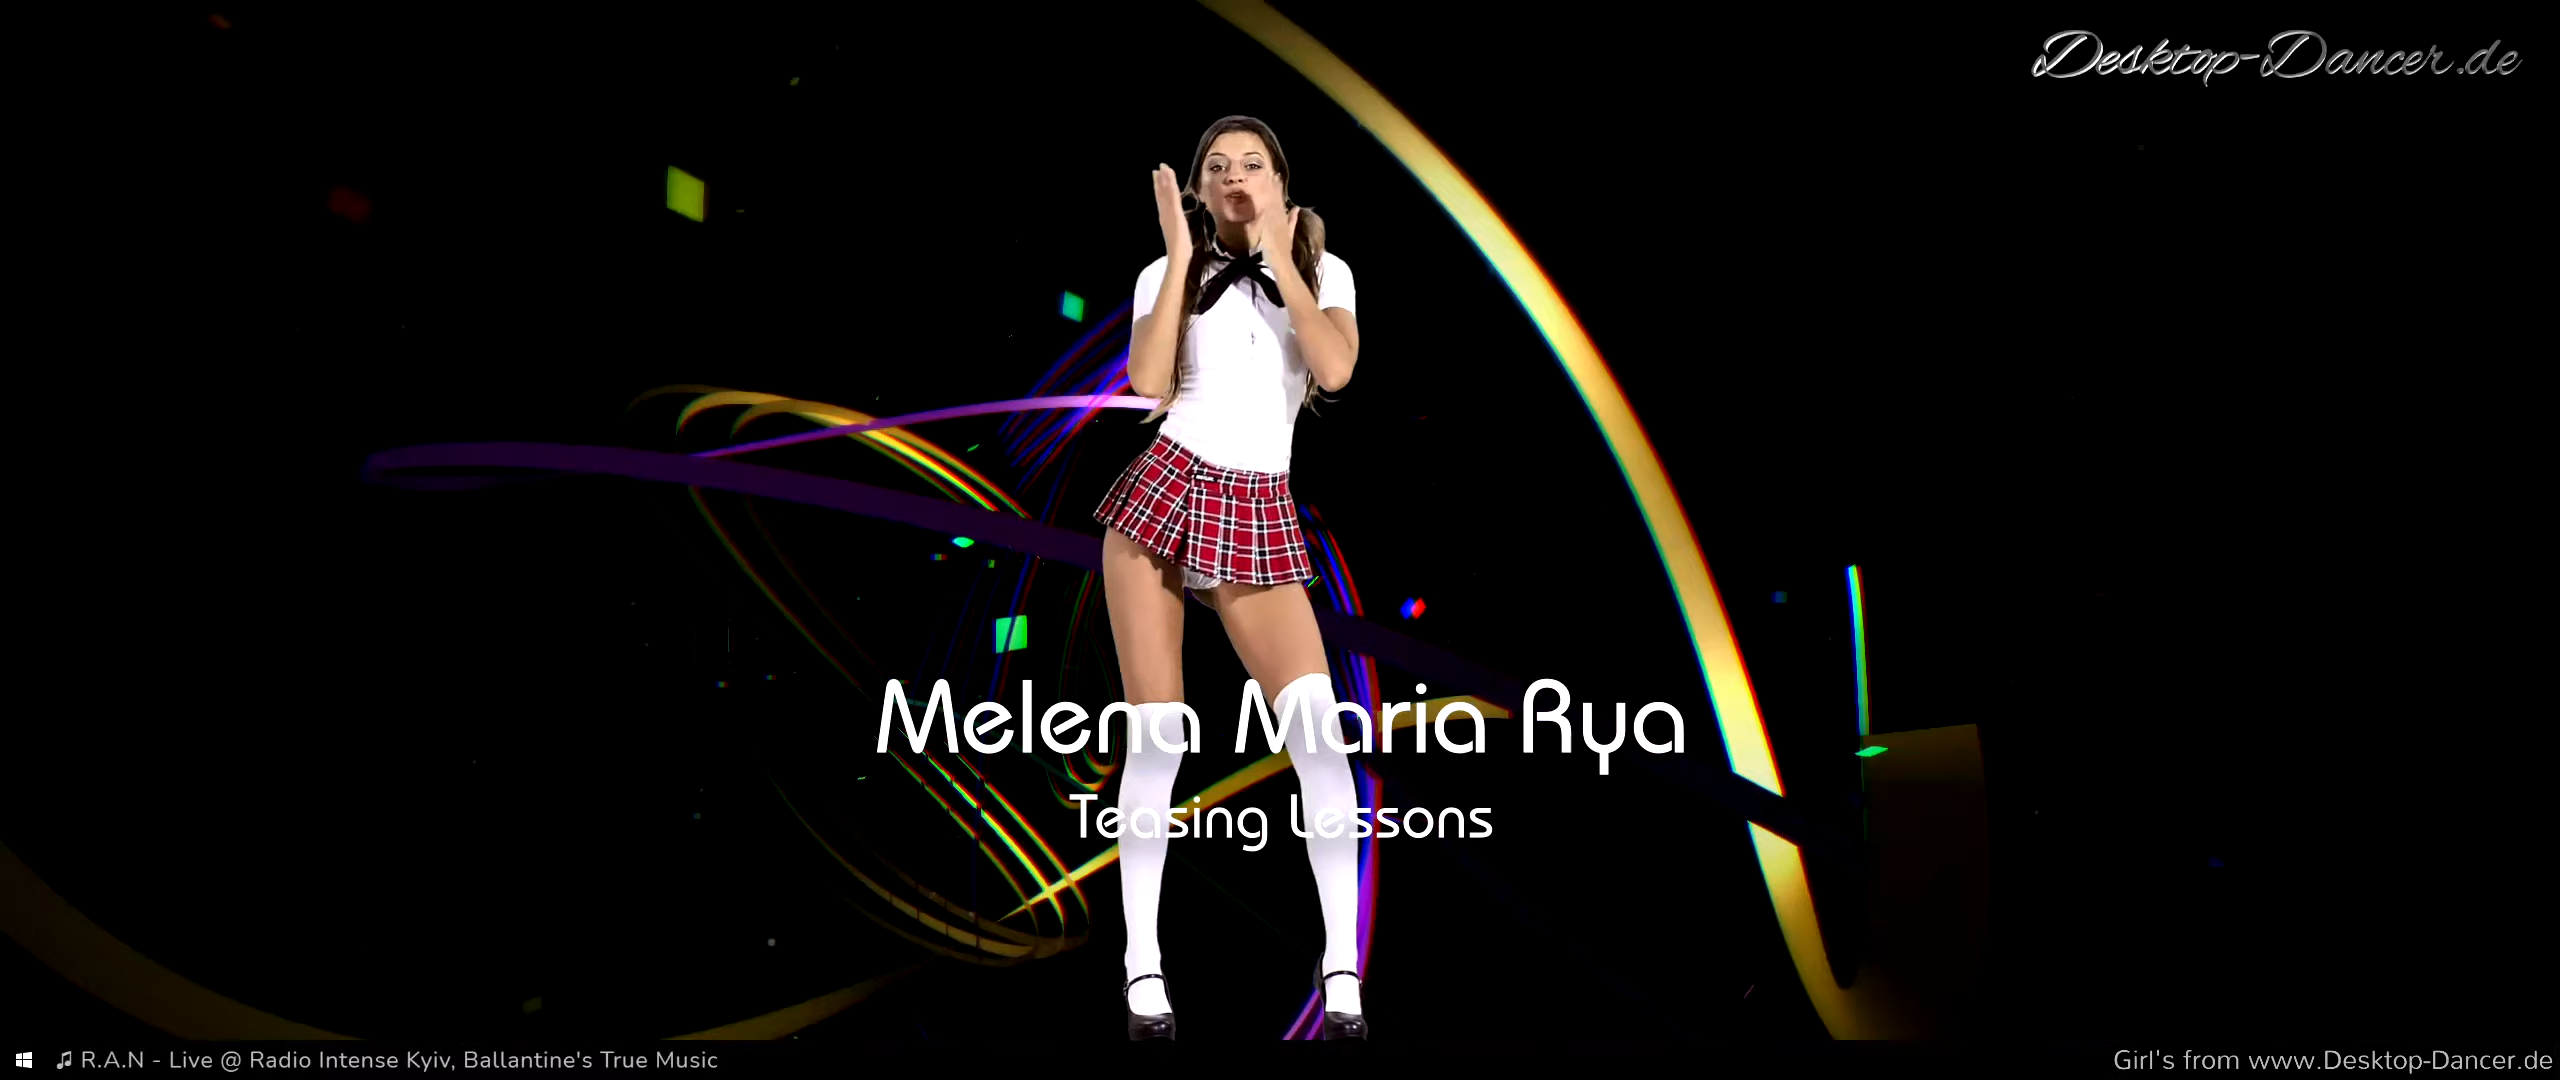 Desktop-Dancer.de
Melena Maria Rya
Teasing Lessons
♫ R.A.N - Live @ Radio Intense Kyiv, Ballantine's True Music
Girl's from www.Desktop-Dancer.de